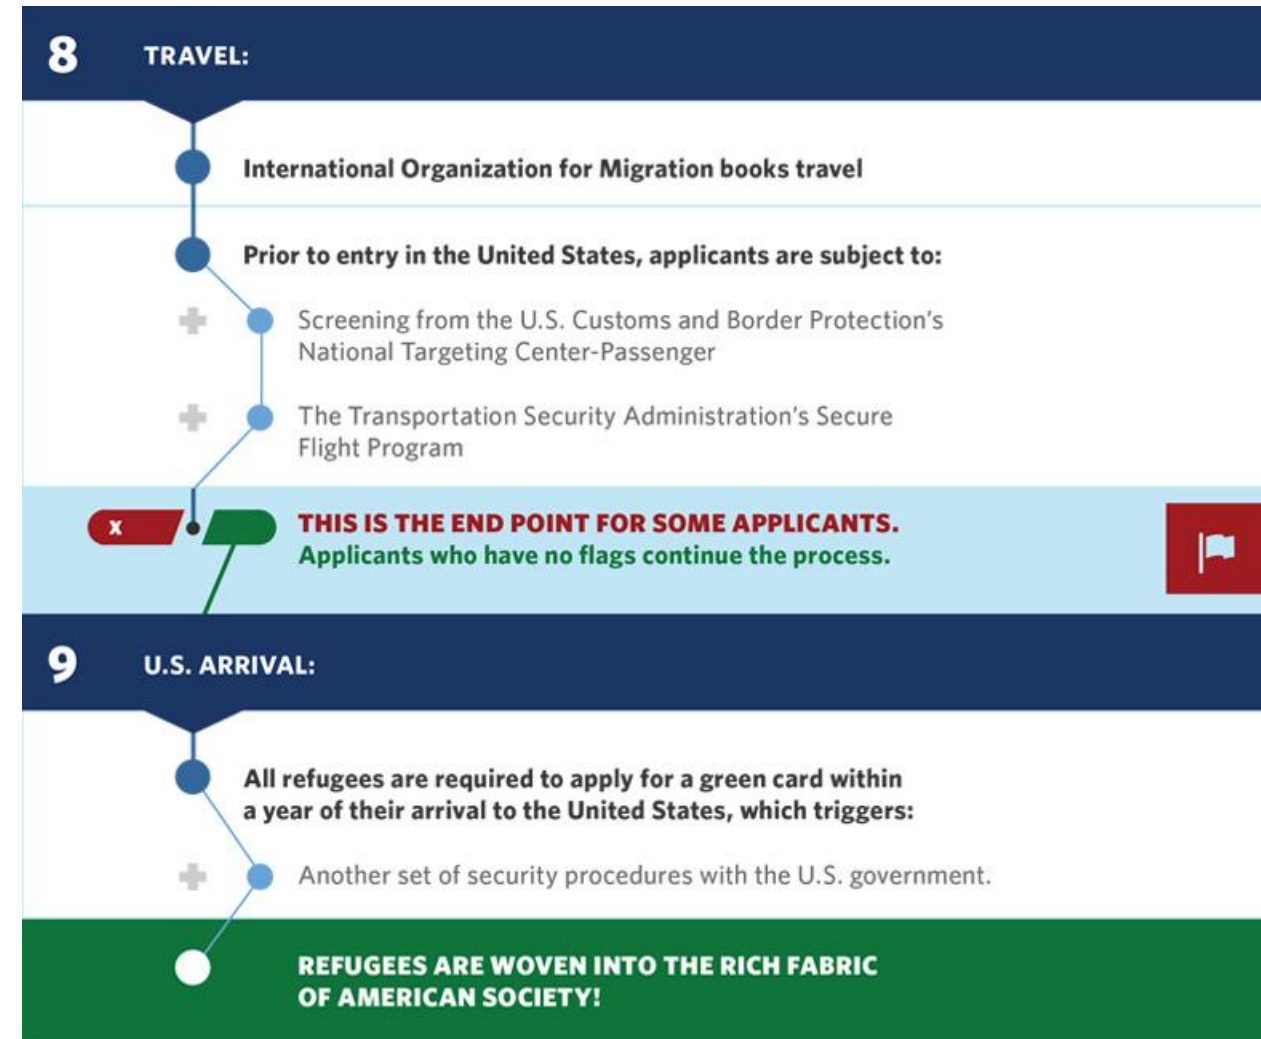 8 TRAVEL:
International Organization for Migration books travel
Prior to entry in the United States, applicants are subject to:
Screening from the U.S. Customs and Border Protection’s
National Targeting Center-Passenger
The Transportation Security Administration’s Secure
Flight Program
X
THIS IS THE END POINT FOR SOME APPLICANTS.
Applicants who have no flags continue the process.
9 U.S. ARRIVAL:
All refugees are required to apply for a green card within
a year of their arrival to the United States, which triggers:
Another set of security procedures with the U.S. government.
REFUGEES ARE WOVEN INTO THE RICH FABRIC
OF AMERICAN SOCIETY!